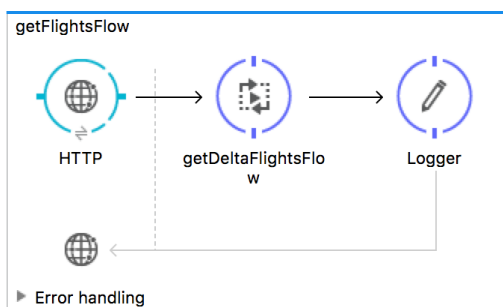 getFlightsFlow
HTTP
getDeltaFlightsFlo
w
Logger
Error handling